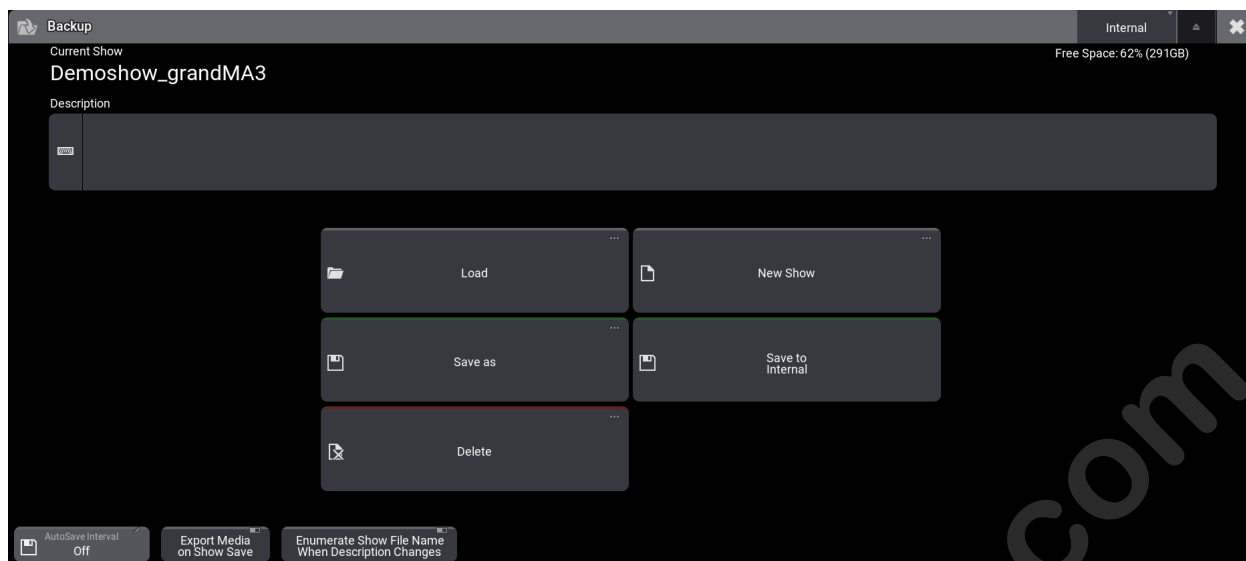 Backup
Internal
Current Show
Free Space: 62% (291GB)
Demoshow_grandMA3
Description
Load
New Show
Save as
Save to
Internal
Delete
AutoSave Interval
Off
Export Media
on Show Save
Enumerate Show File Name
When Description Changes
com